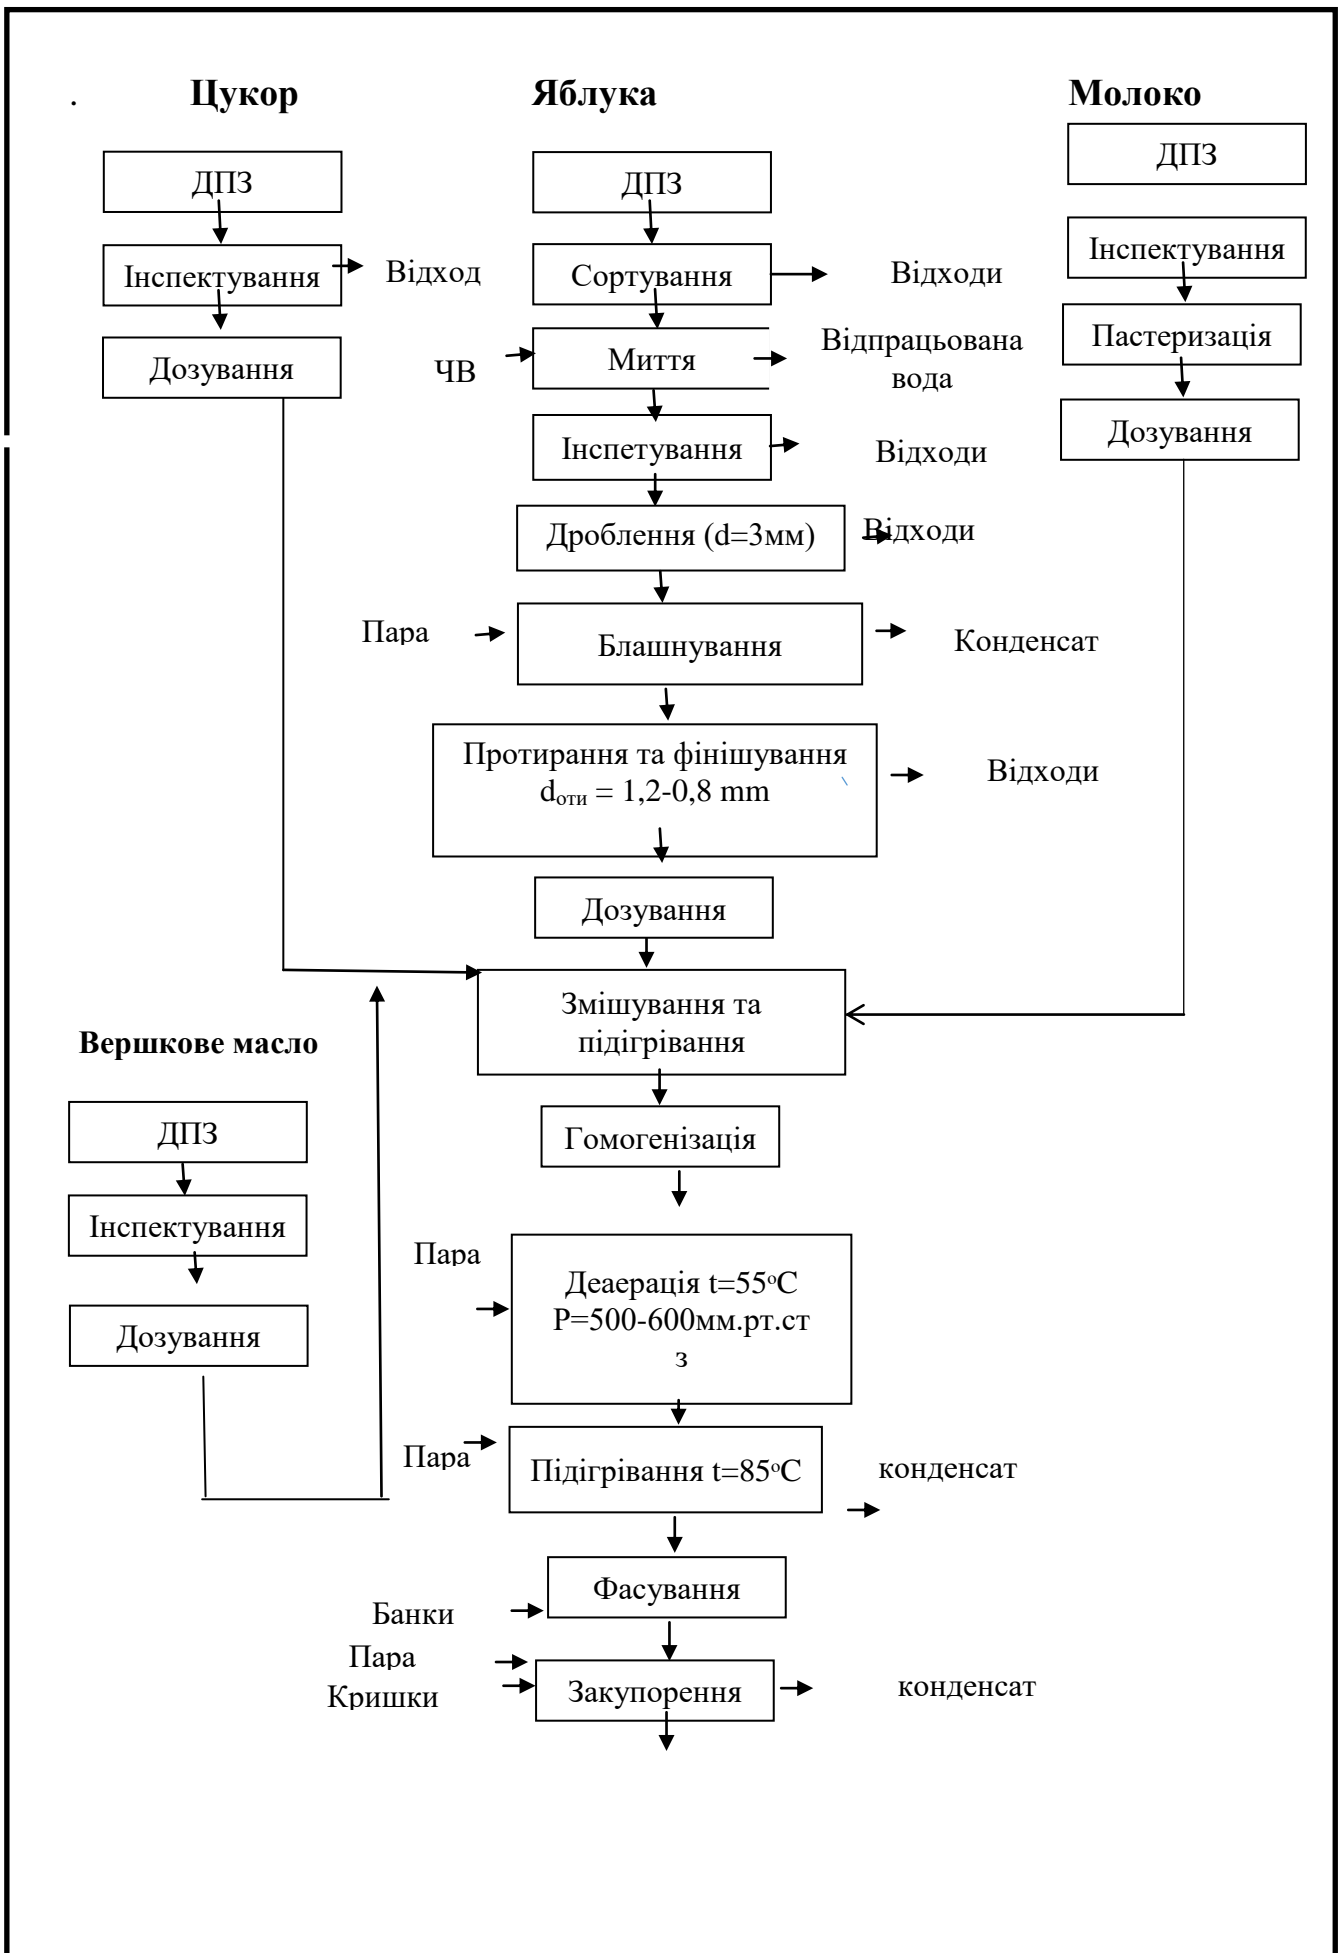 .
Цукор
Яблука
Молоко
ДПЗ
ДПЗ
ДПЗ
Інспектування
Відход
Сортування
Відходи
Інспектування
Дозування
ЧВ
Миття
Відпрацьована
вода
Пастеризація
Інспетування
Відходи
Дозування
Дроблення (d=3мм)
Відходи
Пара
Блашнування
Конденсат
Протирання та фінішування
dоти = 1,2-0,8 mm
Відходи
Дозування
Змішування та
підігрівання
Вершкове масло
ДПЗ
Гомогенізація
Інспектування
Дозування
Пара
Деаерація t=55оС
Р=500-600мм.рт.ст
з
Пара
Підігрівання t=85оС
конденсат
Фасування
Банки
Пара
Кришки
Закупорення
конденсат